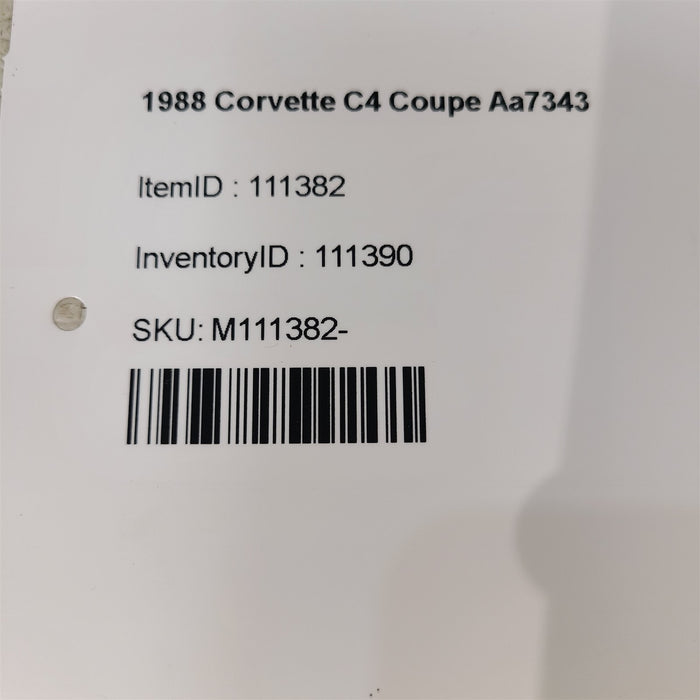 1988 Corvette C4 Coupe Aa7343
ItemID : 111382
InventoryID : 111390
SKU: M111382-